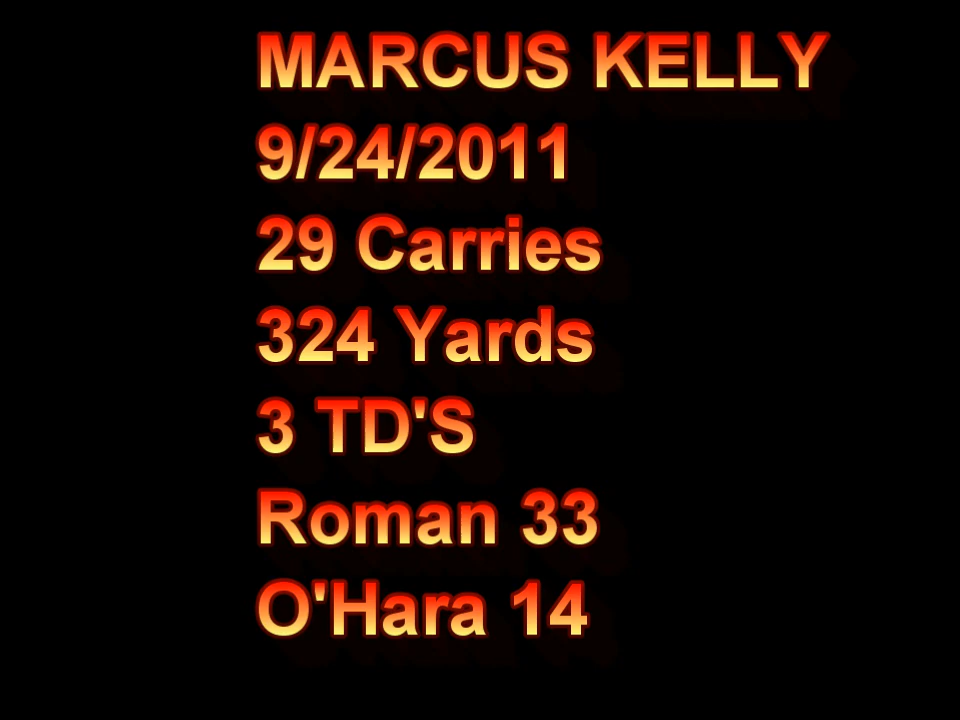 MARCUS KELLY
9/24/2011
29 Carries
324 Yards
3 TD'S
Roman 33
O'Hara 14